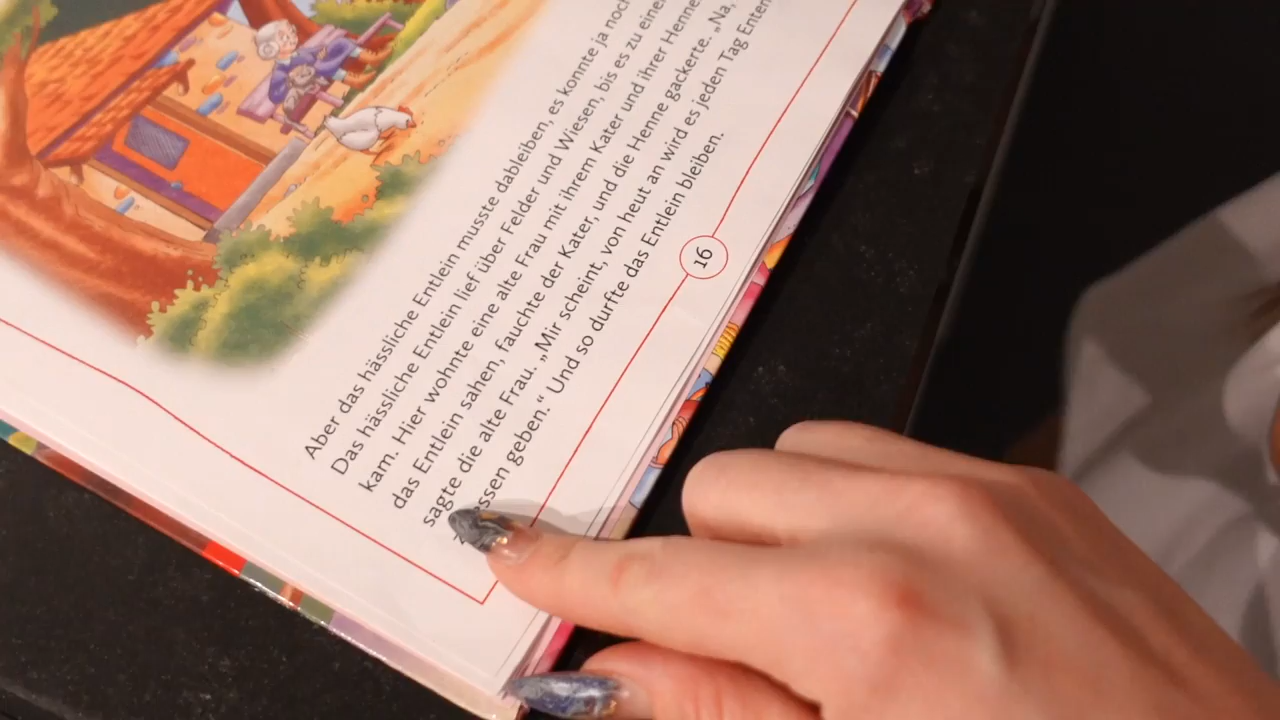 Aber das hässliche Entlein musste dableiben, es konnte ja noch
Das hässliche Entlein lief über Felder und Wiesen, bis es zu
kam. Hier wohnte eine alte Frau mit ihrem Kater und ihrer Henne
das Entlein sahen, fauchte der Kater, und die Henne gackerte. „Na,
sagte die alte Frau. „Mir scheint, von heut an wird es jeden Tag Enten
geben.“ Und so durfte das Entlein bleiben.
16